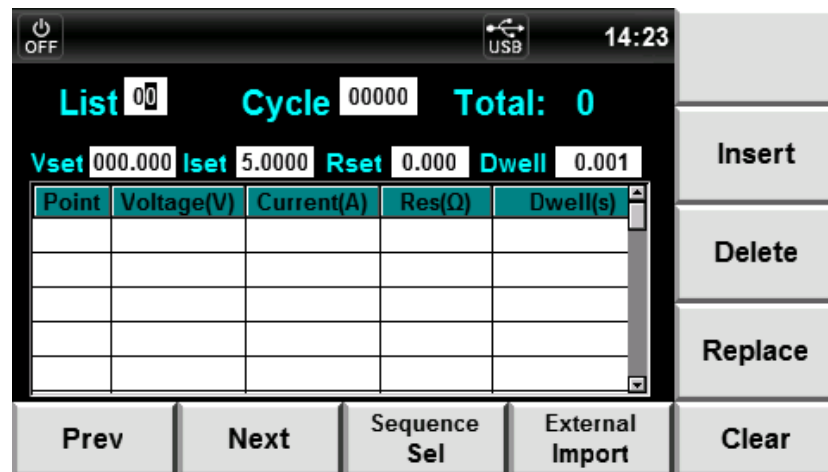 OFF
USB
14:23
List 00 Cycle 00000 Total: 0
Vset 000.000 Iset 5.0000 Rset 0.000 Dwell 0.001
Point Voltage(V) Current(A) Res(Ω) Dwell(s)
Insert
Delete
Replace
Prev
Next
Sequence
Sel
External
Import
Clear